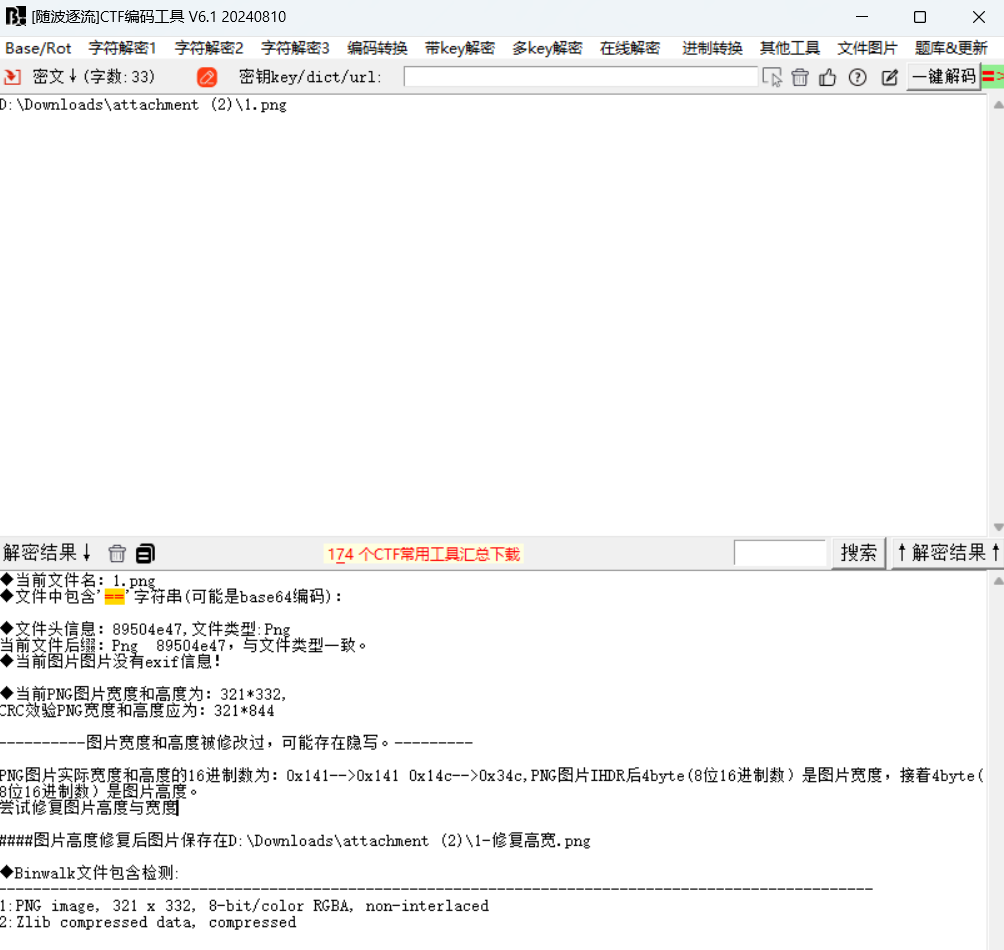 [随波逐流]CTF编码工具 V6.1 20240810
Base/Rot 字符解密1 字符解密2 字符解密3 编码转换 带key解密 多key解密 在线解密 进制转换 其他工具 文件图片 题库&更新
密文↓(字数:33) 密钥key/dict/url: 一键解码 =>
D:\Downloads\attachment (2)\1.png
解密结果↓ 174 个CTF常用工具汇总下载 搜索 ↑解密结果↑
◆当前文件名: 1.png
◆文件中包含'=='字符串(可能是base64编码):
◆文件头信息: 89504e47,文件类型:Png
当前文件后缀: Png 89504e47, 与文件类型一致。
◆当前图片图片没有exif信息!
◆当前PNG图片宽度和高度为: 321*332,
CRC效验PNG宽度和高度应为: 321*844
----------图片宽度和高度被修改过, 可能存在隐写。---------
PNG图片实际宽度和高度的16进制数为: 0x141-->0x141 0x14c-->0x34c,PNG图片IHDR后4byte(8位16进制数) 是图片宽度, 接着4byte(
8位16进制数) 是图片高度。
尝试修复图片高度与宽度
####图片高度修复后图片保存在D:\Downloads\attachment (2)\1-修复高宽.png
◆Binwalk文件包含检测:
-------------------------------------------------------------------------------------------------
1:PNG image, 321 x 332, 8-bit/color RGBA, non-interlaced
2:Zlib compressed data, compressed